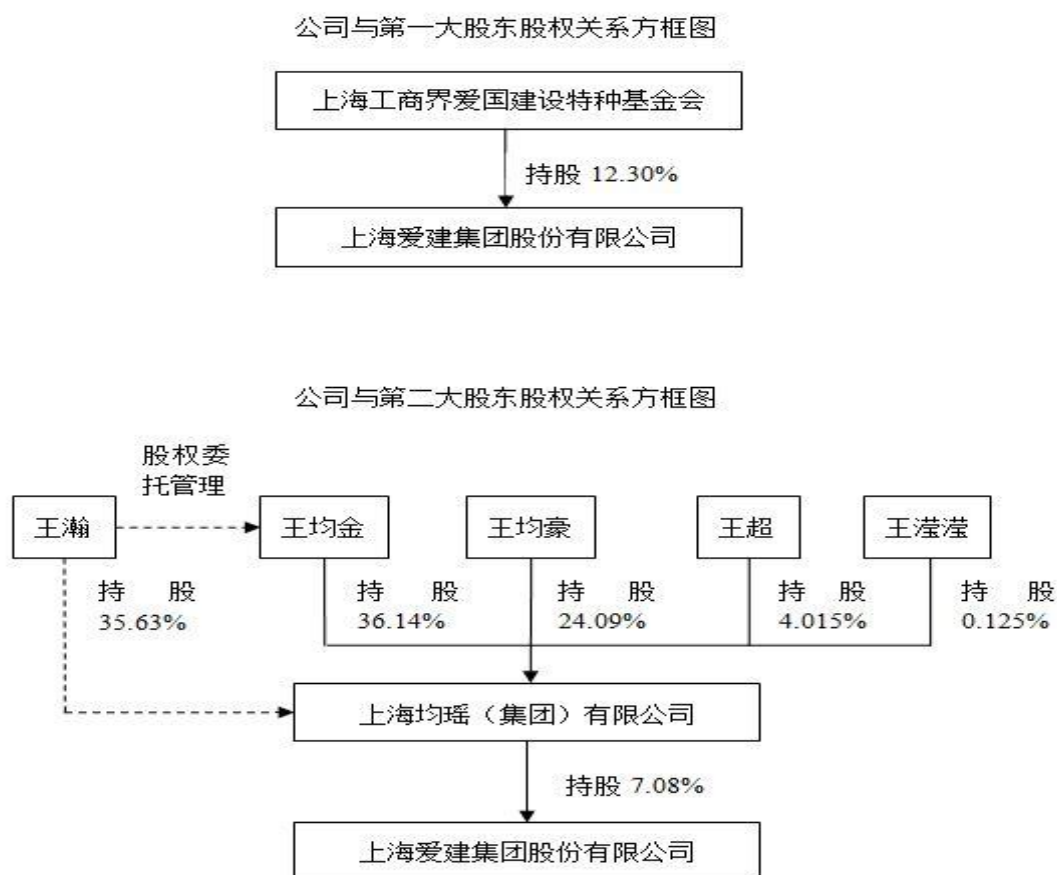 公司与第一大股东股权关系方框图
上海工商界爱国建设特种基金会
持股 12.30%
上海爱建集团股份有限公司
公司与第二大股东股权关系方框图
股权委
托管理
王瀚
王均金
王均豪
王超
王滢滢
持 股
35.63%
持 股
36.14%
持 股
24.09%
持 股
4.015%
持 股
0.125%
上海均瑶（集团）有限公司
持股 7.08%
上海爱建集团股份有限公司